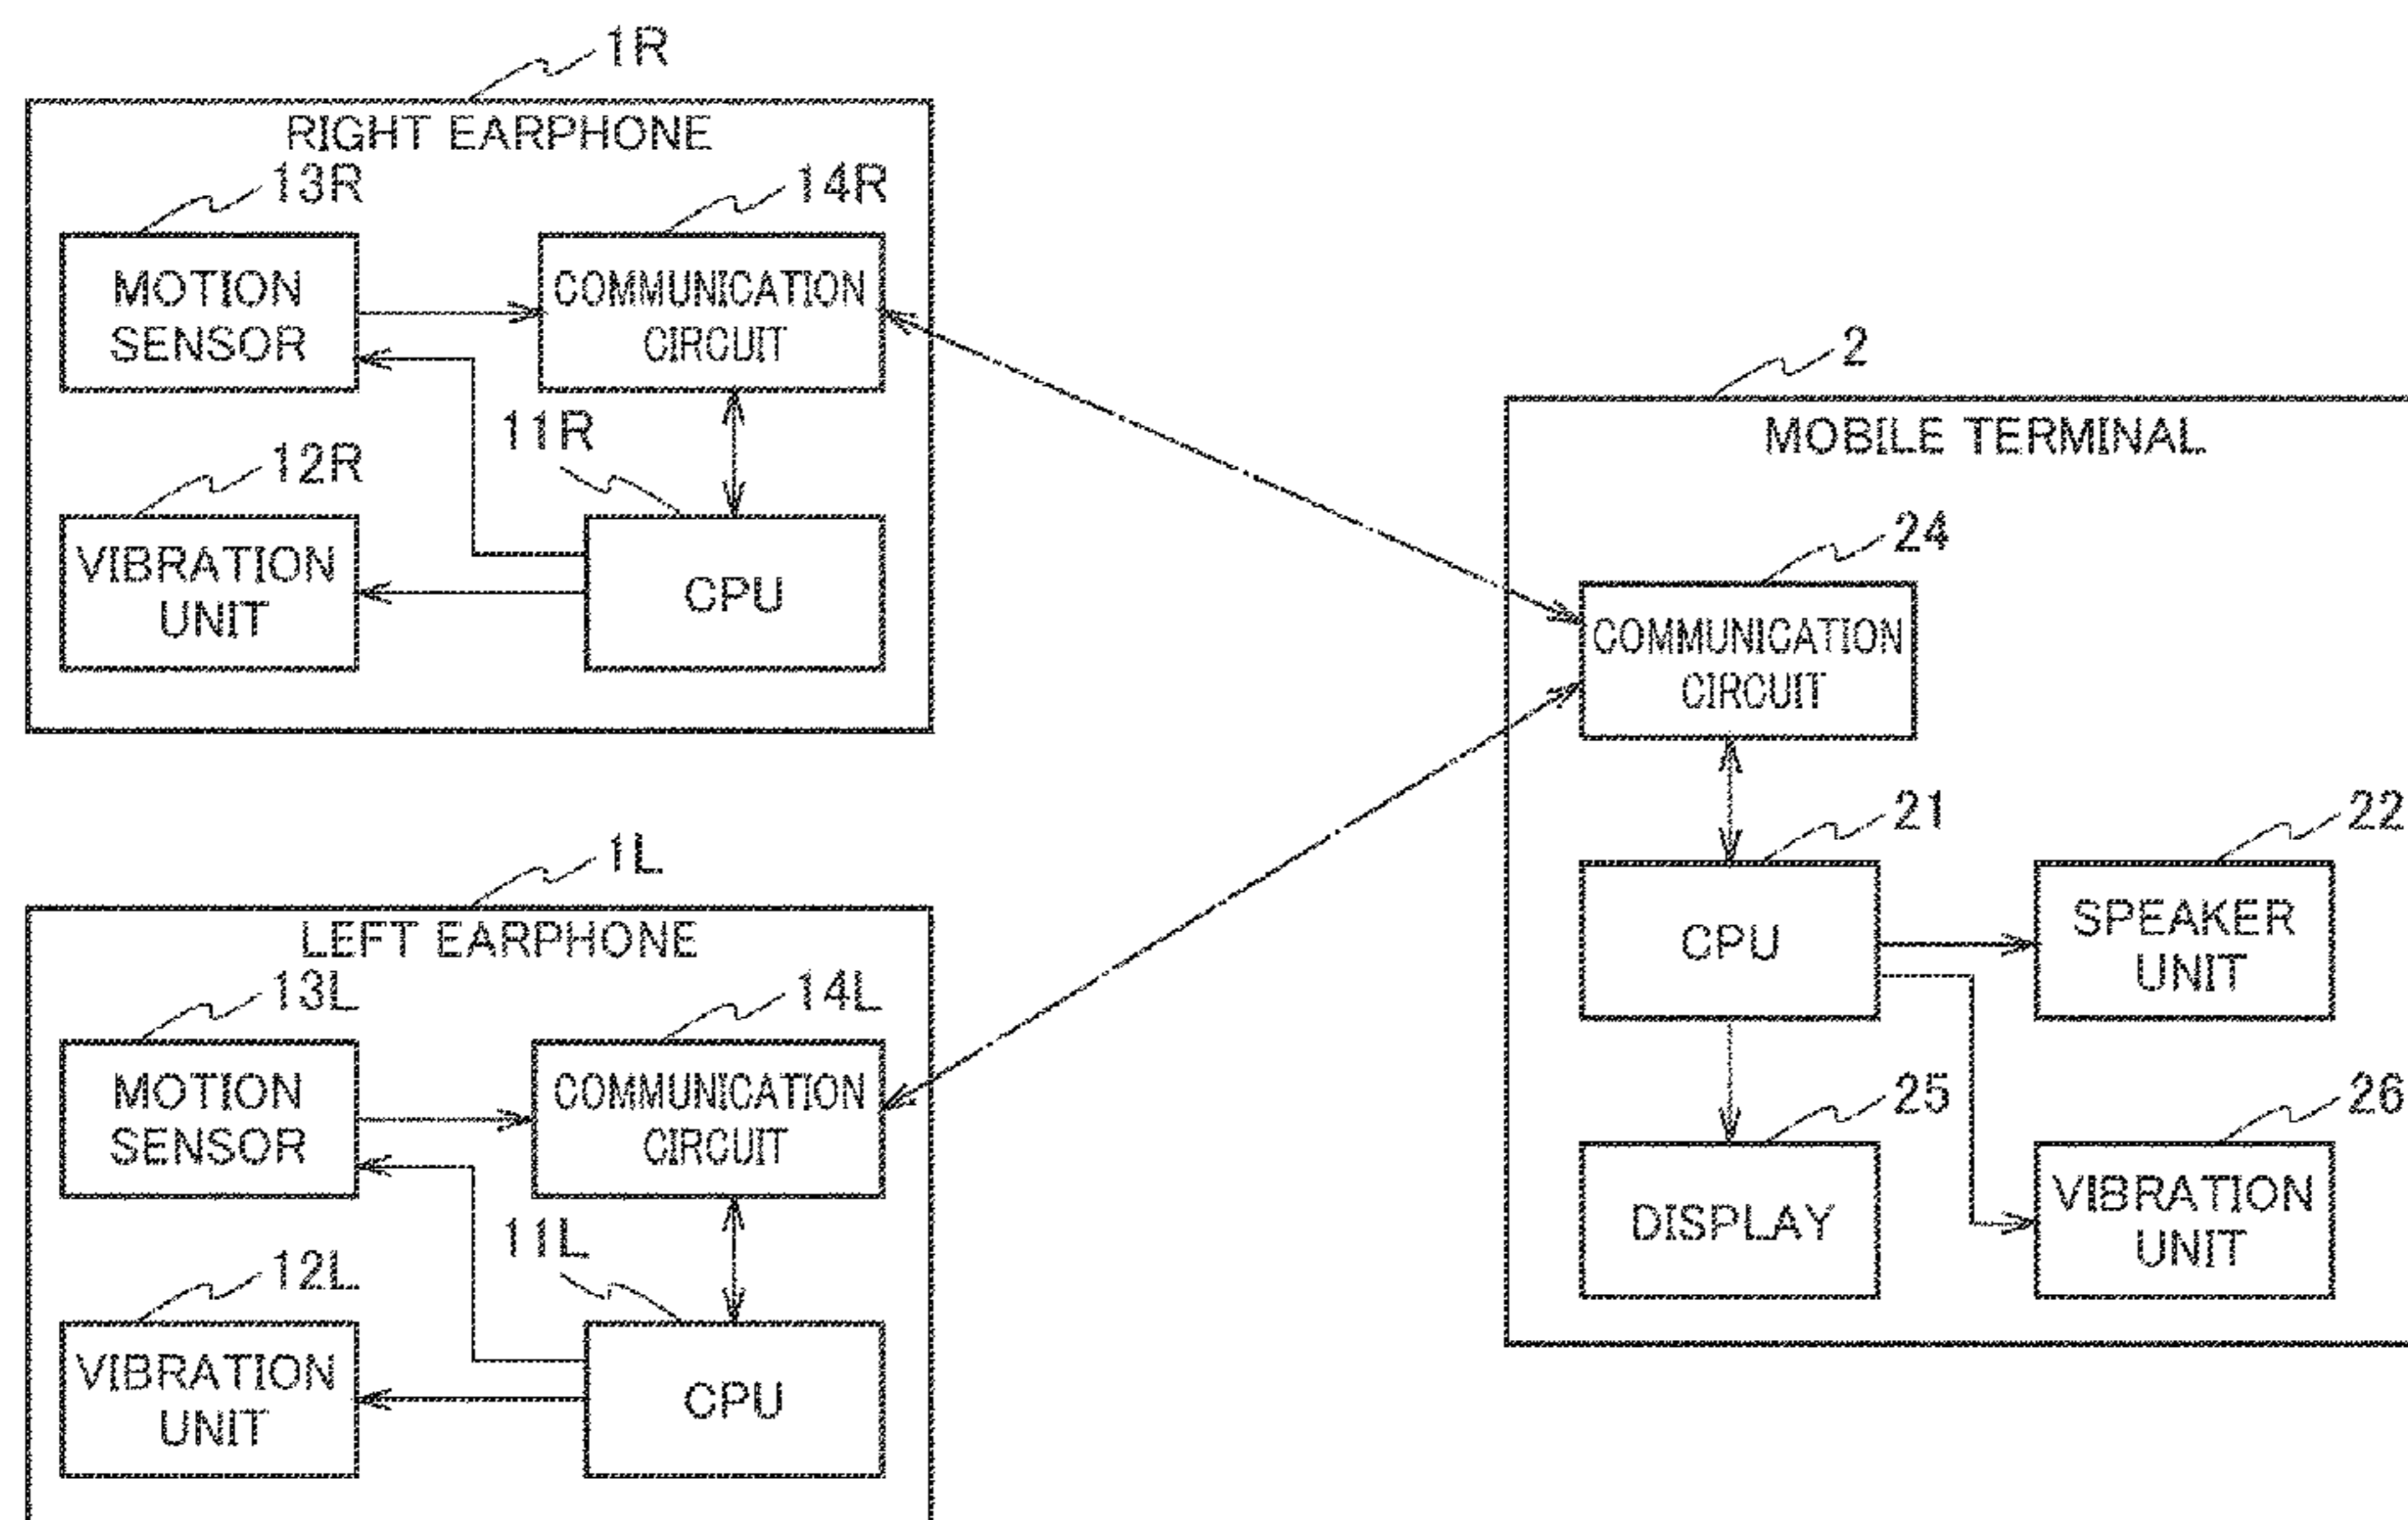 1R
RIGHT EARPHONE
13R
14R
MOTION
SENSOR
COMMUNICATION
CIRCUIT
11R
12R
VIBRATION
UNIT
CPU
2
MOBILE TERMINAL
24
COMMUNICATION
CIRCUIT
21
22
CPU
SPEAKER
UNIT
25
26
DISPLAY
VIBRATION
UNIT
1L
LEFT EARPHONE
13L
14L
MOTION
SENSOR
COMMUNICATION
CIRCUIT
11L
12L
VIBRATION
UNIT
CPU